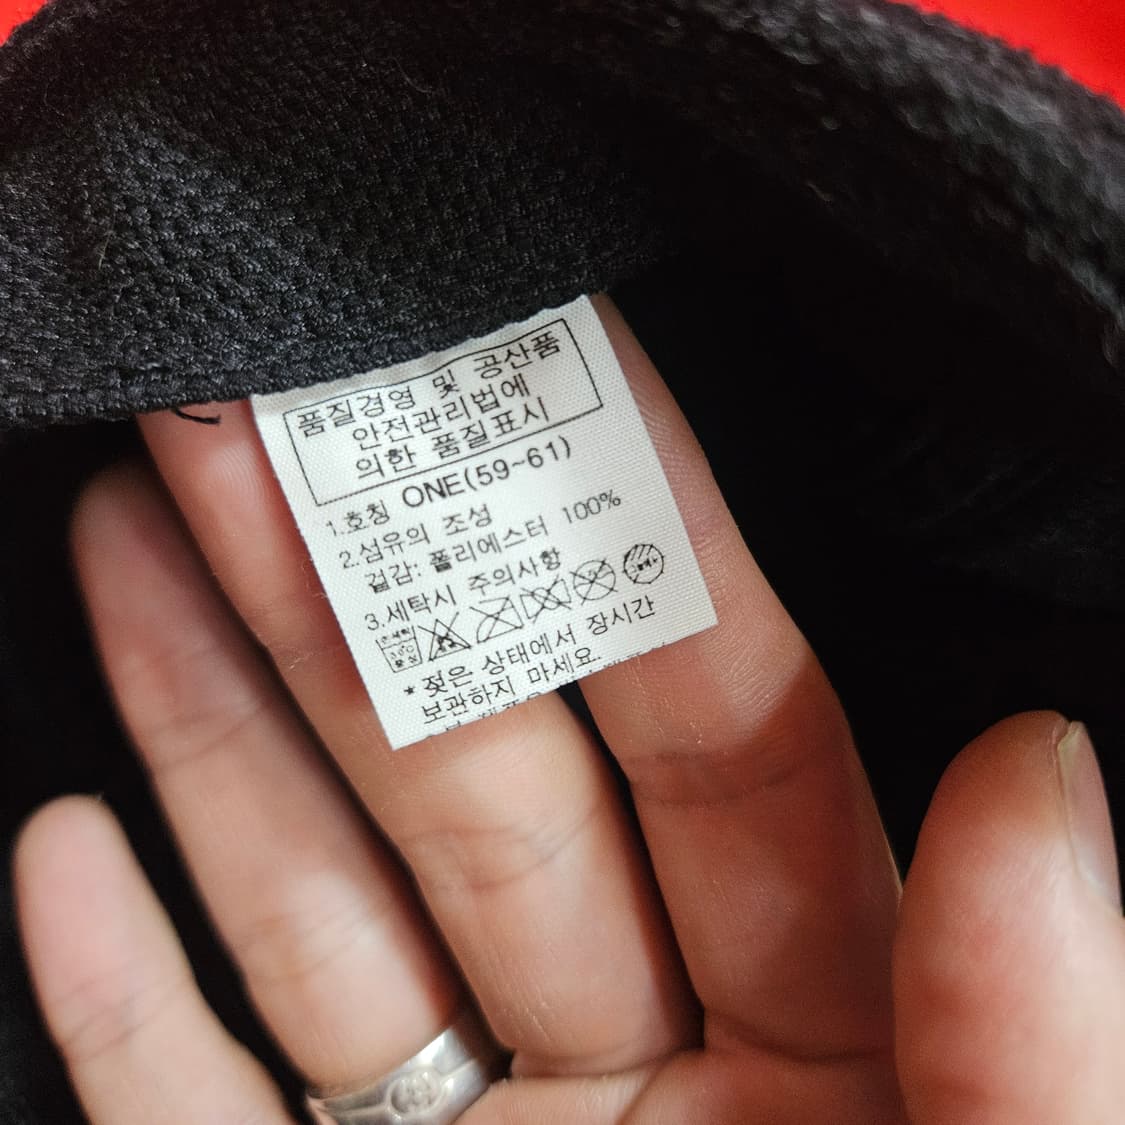 품질경영 및 공산품
안전관리법에
의한 품질표시
1.호칭 ONE(59~61)
2.섬유의 조성
겉감: 폴리에스터 100%
3.세탁시 주의사항
* 젖은 상태에서 장시간
보관하지 마세요.